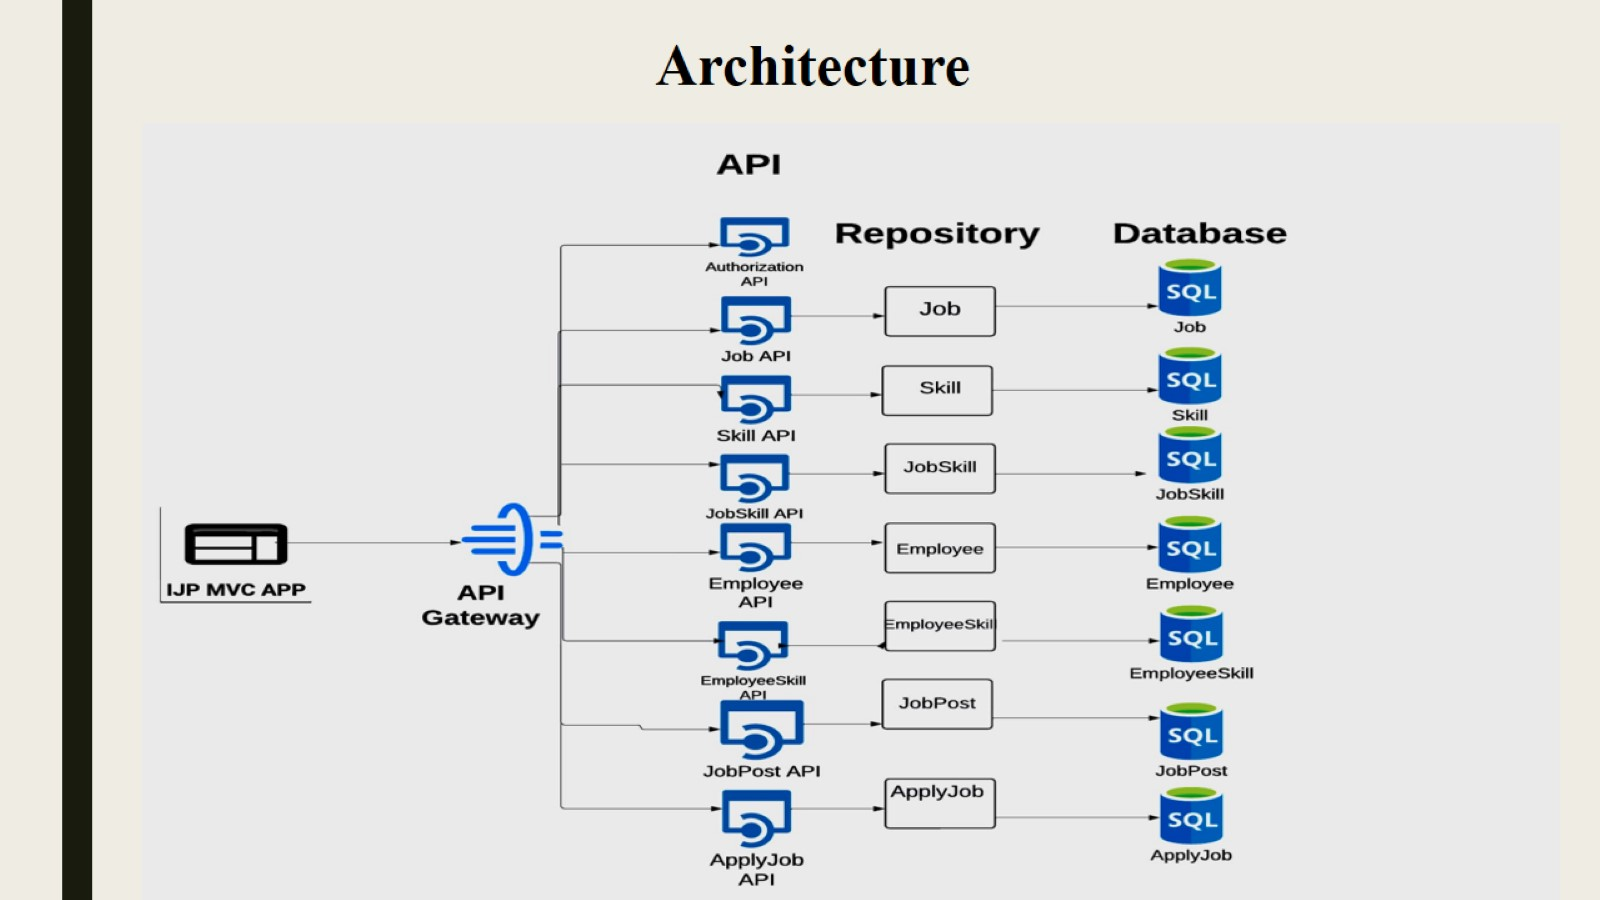 Architecture
API
Repository
Database
Authorization
API
Job
SQL
Job
Job API
Skill
SQL
Skill
Skill API
JobSkill
SQL
JobSkill
JobSkill API
Employee
SQL
Employee
Employee
API
IJP MVC APP
API
Gateway
EmployeeSkil
SQL
EmployeeSkill
EmployeeSkill
API
JobPost
SQL
JobPost
JobPost API
ApplyJob
SQL
ApplyJob
ApplyJob
API